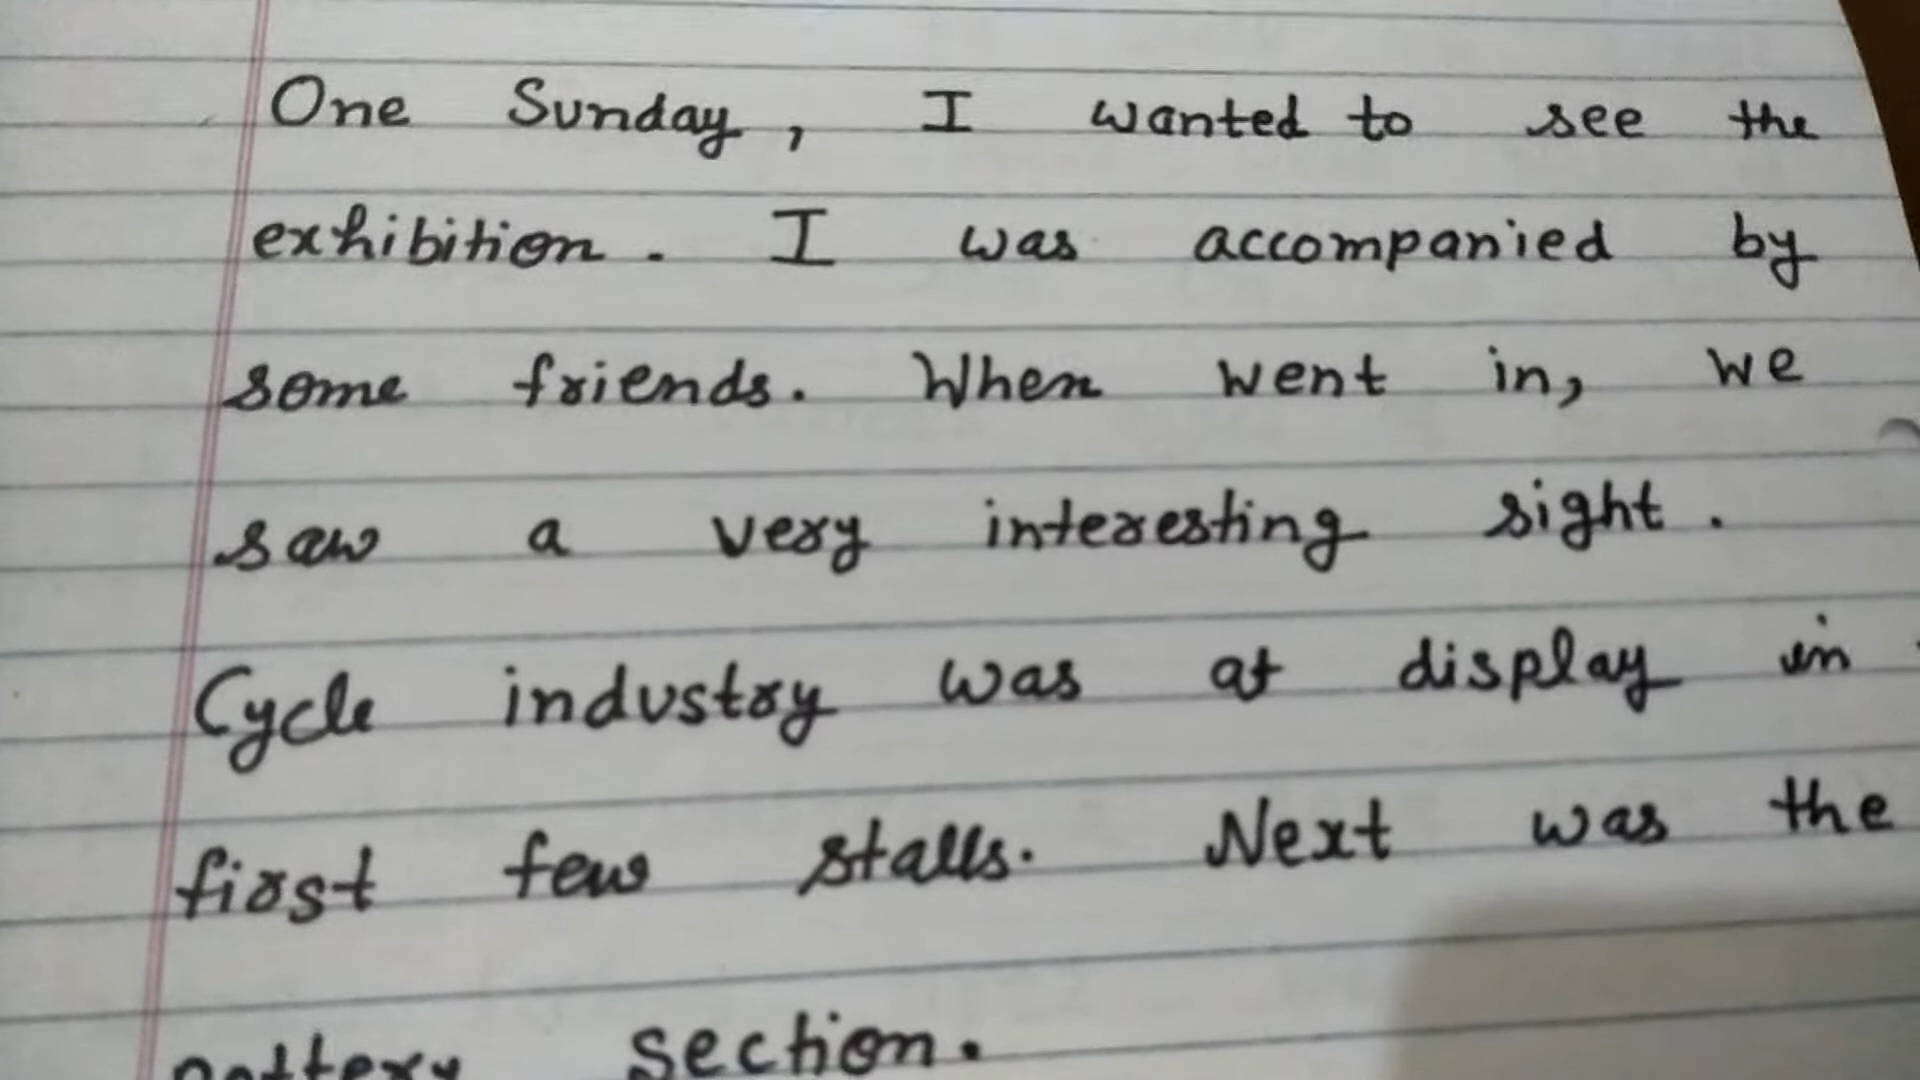 One Sunday, I wanted to see the
exhibition. I was accompanied by
some friends. When went in, we
saw a very interesting sight.
Cycle industry was at display in
first few stalls. Next was the
pottery section.